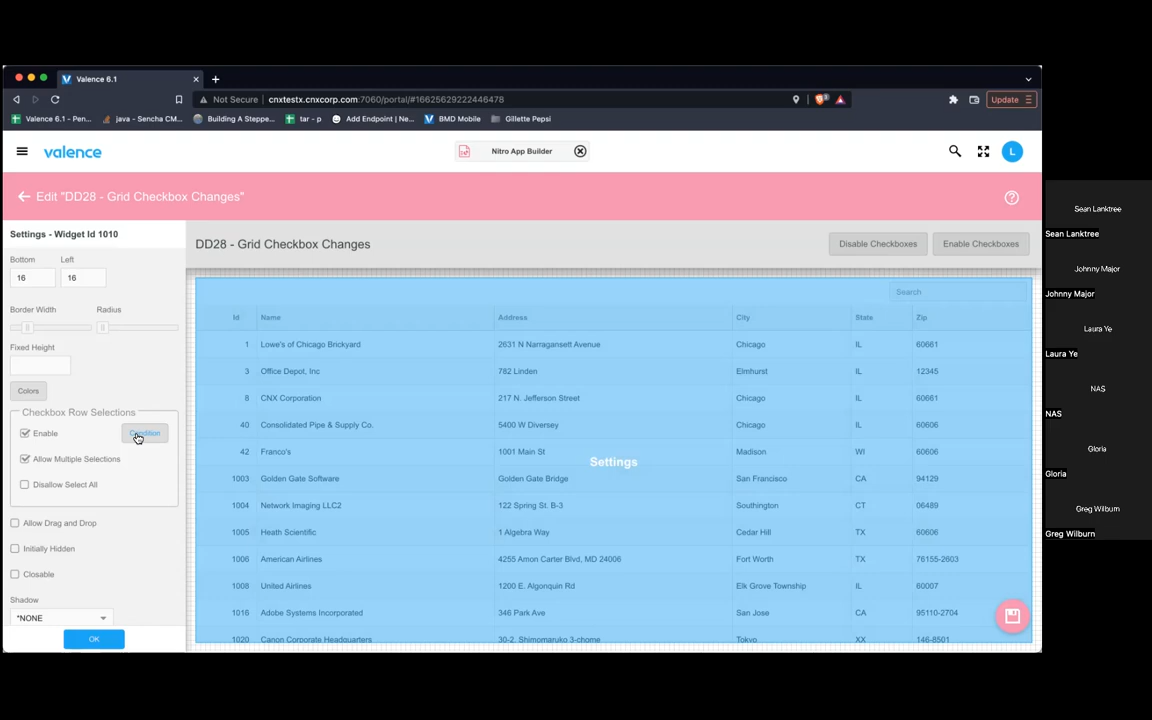 Valence 6.1
Not Secure cnxtestx.cnxcorp.com:7060/portal/#16625629222446478
Update
Valence 6.1 - Pen... java - Sencha CM... Building A Steppe... tar - p Add Endpoint | Ne... BMD Mobile Gillette Pepsi
valence
Nitro App Builder
L
Edit "DD28 - Grid Checkbox Changes"
Settings - Widget Id 1010
Bottom Left
16 16
Border Width Radius
Fixed Height
Colors
Checkbox Row Selections
Enable Condition
Allow Multiple Selections
Disallow Select All
Allow Drag and Drop
Initially Hidden
Closable
Shadow
*NONE
OK
DD28 - Grid Checkbox Changes
Disable Checkboxes Enable Checkboxes
Search
Id Name Address City State Zip
1 Lowe's of Chicago Brickyard 2631 N Narragansett Avenue Chicago IL 60661
3 Office Depot, Inc 782 Linden Elmhurst IL 12345
8 CNX Corporation 217 N. Jefferson Street Chicago IL 60661
40 Consolidated Pipe & Supply Co. 5400 W Diversey Chicago IL 60606
42 Franco's 1001 Main St Madison WI 60606
Settings
1003 Golden Gate Software Golden Gate Bridge San Francisco CA 94129
1004 Network Imaging LLC2 122 Spring St. B-3 Southington CT 06489
1005 Heath Scientific 1 Algebra Way Cedar Hill TX 60606
1006 American Airlines 4255 Amon Carter Blvd, MD 24006 Fort Worth TX 76155-2603
1008 United Airlines 1200 E. Algonquin Rd Elk Grove Township IL 60007
1016 Adobe Systems Incorporated 346 Park Ave San Jose CA 95110-2704
1020 Canon Corporate Headquarters 30-2, Shimomaruko 3-chome Tokyo XX 146-8501
Sean Lanktree
Sean Lanktree
Johnny Major
Johnny Major
Laura Ye
Laura Ye
NAS
NAS
Gloria
Gloria
Greg Wilburn
Greg Wilburn